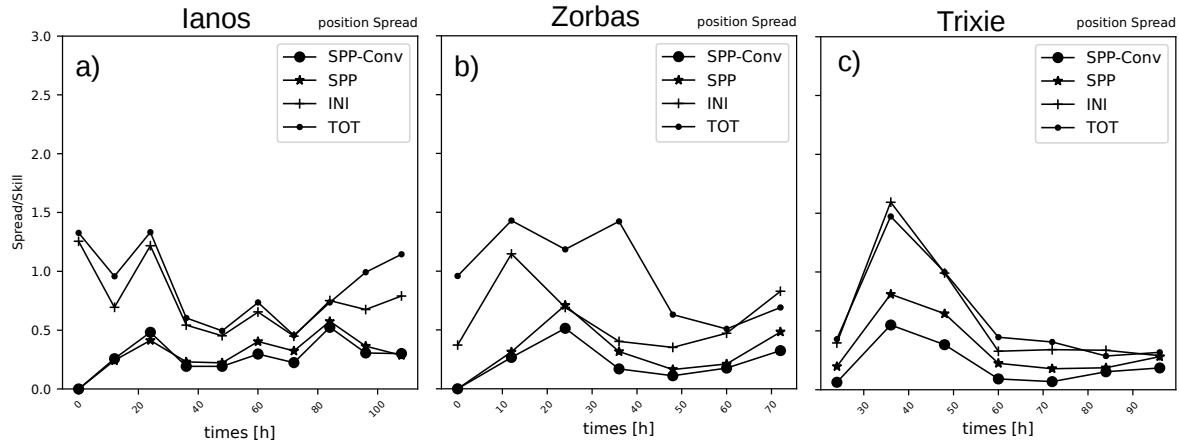 Ianos
position Spread
a)
SPP-Conv
SPP
INI
TOT
Spread/Skill
3.0
2.5
2.0
1.5
1.0
0.5
0.0
0
20
40
60
80
100
times [h]
Zorbas
position Spread
b)
SPP-Conv
SPP
INI
TOT
0
10
20
30
40
50
60
70
times [h]
Trixie
position Spread
c)
SPP-Conv
SPP
INI
TOT
30
40
50
60
70
80
90
times [h]